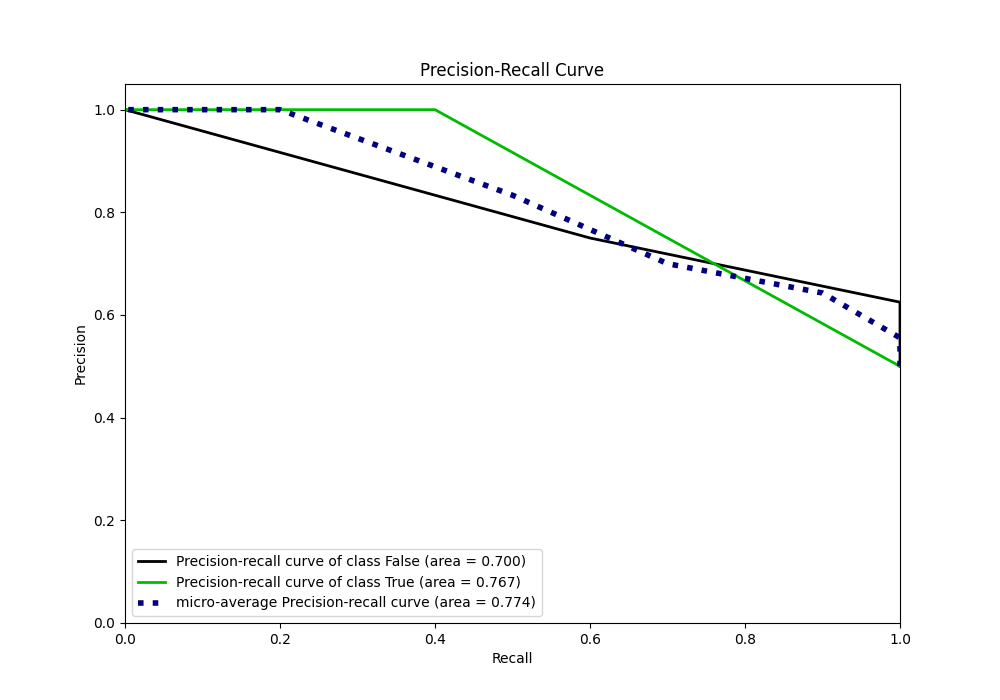 Precision-Recall Curve
1.0
0.8
0.6
0.4
0.2
0.0
Precision
Precision-recall curve of class False (area = 0.700)
Precision-recall curve of class True (area = 0.767)
micro-average Precision-recall curve (area = 0.774)
0.0 0.2 0.4 0.6 0.8 1.0
Recall